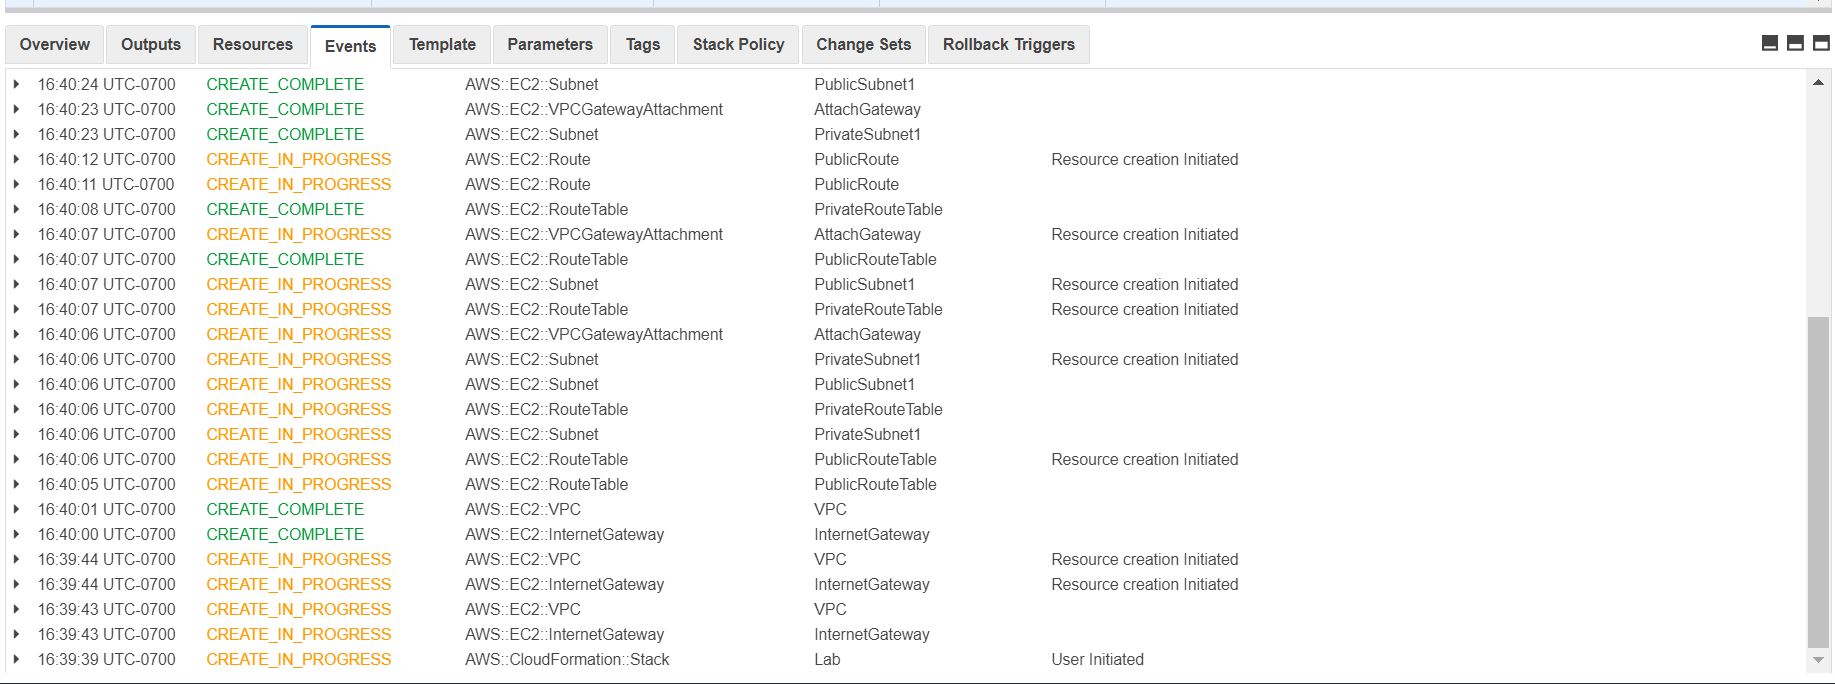 Overview Outputs Resources Events Template Parameters Tags Stack Policy Change Sets Rollback Triggers
16:40:24 UTC-0700 CREATE_COMPLETE AWS::EC2::Subnet PublicSubnet1
16:40:23 UTC-0700 CREATE_COMPLETE AWS::EC2::VPCGatewayAttachment AttachGateway
16:40:23 UTC-0700 CREATE_COMPLETE AWS::EC2::Subnet PrivateSubnet1
16:40:12 UTC-0700 CREATE_IN_PROGRESS AWS::EC2::Route PublicRoute Resource creation Initiated
16:40:11 UTC-0700 CREATE_IN_PROGRESS AWS::EC2::Route PublicRoute
16:40:08 UTC-0700 CREATE_COMPLETE AWS::EC2::RouteTable PrivateRouteTable
16:40:07 UTC-0700 CREATE_IN_PROGRESS AWS::EC2::VPCGatewayAttachment AttachGateway Resource creation Initiated
16:40:07 UTC-0700 CREATE_COMPLETE AWS::EC2::RouteTable PublicRouteTable
16:40:07 UTC-0700 CREATE_IN_PROGRESS AWS::EC2::Subnet PublicSubnet1 Resource creation Initiated
16:40:07 UTC-0700 CREATE_IN_PROGRESS AWS::EC2::RouteTable PrivateRouteTable Resource creation Initiated
16:40:06 UTC-0700 CREATE_IN_PROGRESS AWS::EC2::VPCGatewayAttachment AttachGateway
16:40:06 UTC-0700 CREATE_IN_PROGRESS AWS::EC2::Subnet PrivateSubnet1 Resource creation Initiated
16:40:06 UTC-0700 CREATE_IN_PROGRESS AWS::EC2::Subnet PublicSubnet1
16:40:06 UTC-0700 CREATE_IN_PROGRESS AWS::EC2::RouteTable PrivateRouteTable
16:40:06 UTC-0700 CREATE_IN_PROGRESS AWS::EC2::Subnet PrivateSubnet1
16:40:06 UTC-0700 CREATE_IN_PROGRESS AWS::EC2::RouteTable PublicRouteTable Resource creation Initiated
16:40:05 UTC-0700 CREATE_IN_PROGRESS AWS::EC2::RouteTable PublicRouteTable
16:40:01 UTC-0700 CREATE_COMPLETE AWS::EC2::VPC VPC
16:40:00 UTC-0700 CREATE_COMPLETE AWS::EC2::InternetGateway InternetGateway
16:39:44 UTC-0700 CREATE_IN_PROGRESS AWS::EC2::VPC VPC Resource creation Initiated
16:39:44 UTC-0700 CREATE_IN_PROGRESS AWS::EC2::InternetGateway InternetGateway Resource creation Initiated
16:39:43 UTC-0700 CREATE_IN_PROGRESS AWS::EC2::VPC VPC
16:39:43 UTC-0700 CREATE_IN_PROGRESS AWS::EC2::InternetGateway InternetGateway
16:39:39 UTC-0700 CREATE_IN_PROGRESS AWS::CloudFormation::Stack Lab User Initiated